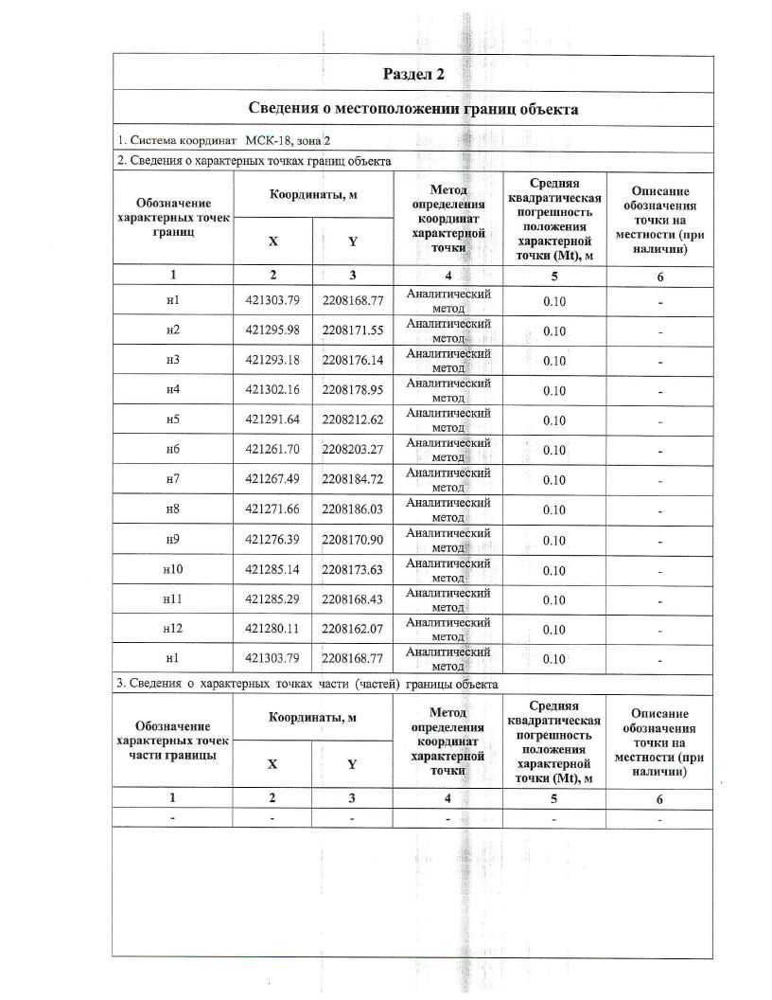 Раздел 2
Сведения о местоположении границ объекта
1. Система координат МСК-18, зона 2
2. Сведения о характерных точках границ объекта
Обозначение характерных точек границ
Координаты, м
X
Y
Метод определения координат характерной точки
Средняя квадратическая погрешность положения характерной точки (Mt), м
Описание обозначения точки на местности (при наличии)
1 2 3 4 5 6
н1 421303.79 2208168.77 Аналитический метод 0.10 -
н2 421295.98 2208171.55 Аналитический метод 0.10 -
н3 421293.18 2208176.14 Аналитический метод 0.10 -
н4 421302.16 2208178.95 Аналитический метод 0.10 -
н5 421291.64 2208212.62 Аналитический метод 0.10 -
н6 421261.70 2208203.27 Аналитический метод 0.10 -
н7 421267.49 2208184.72 Аналитический метод 0.10 -
н8 421271.66 2208186.03 Аналитический метод 0.10 -
н9 421276.39 2208170.90 Аналитический метод 0.10 -
н10 421285.14 2208173.63 Аналитический метод 0.10 -
н11 421285.29 2208168.43 Аналитический метод 0.10 -
н12 421280.11 2208162.07 Аналитический метод 0.10 -
н1 421303.79 2208168.77 Аналитический метод 0.10 -
3. Сведения о характерных точках части (частей) границы объекта
Обозначение характерных точек части границы
Координаты, м
X
Y
Метод определения координат характерной точки
Средняя квадратическая погрешность положения характерной точки (Mt), м
Описание обозначения точки на местности (при наличии)
1 2 3 4 5 6
- - - - - -